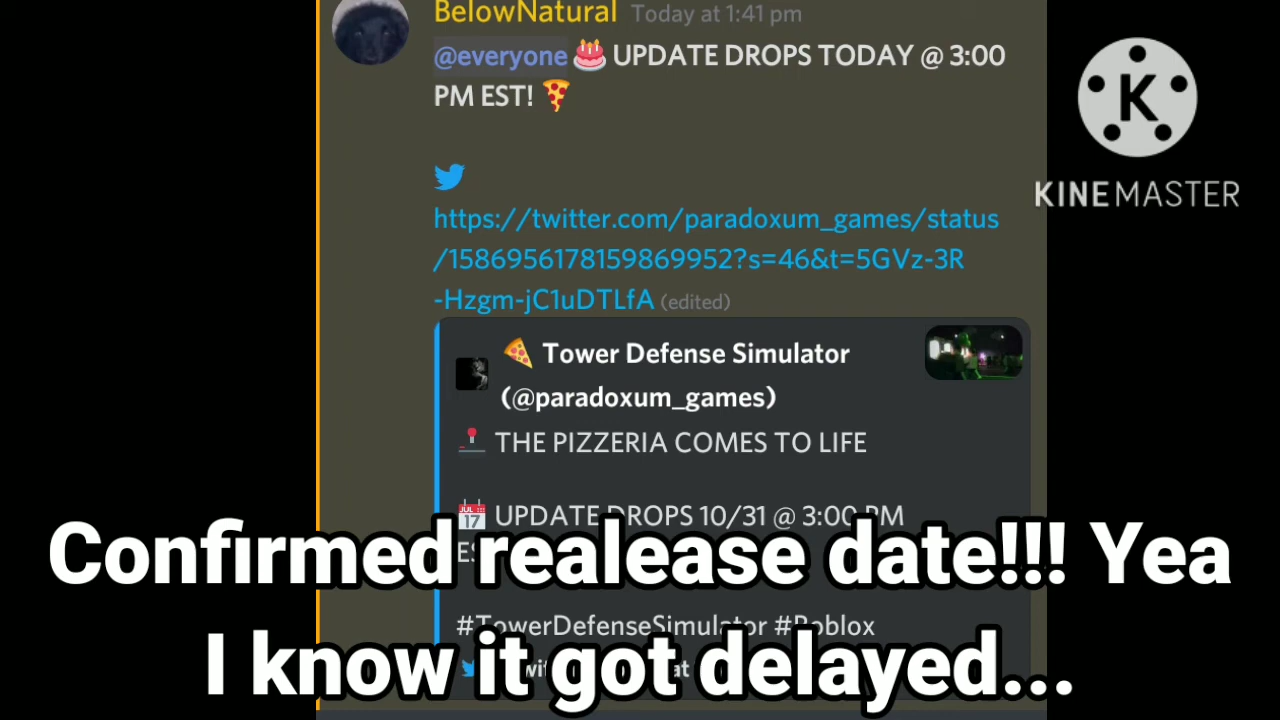 BelowNatural Today at 1:41 pm
@everyone 🎂 UPDATE DROPS TODAY @ 3:00
PM EST! 🍕
K
KINEMASTER
https://twitter.com/paradoxum_games/status
/1586956178159869952?s=46&t=5GVz-3R
-Hzgm-jC1uDTLfA (edited)
🍕 Tower Defense Simulator
(@paradoxum_games)
🕹️ THE PIZZERIA COMES TO LIFE
📅 UPDATE DROPS 10/31 @ 3:00 PM
Confirmed realease date!!! Yea
#TowerDefenseSimulator #Roblox
I know it got delayed...